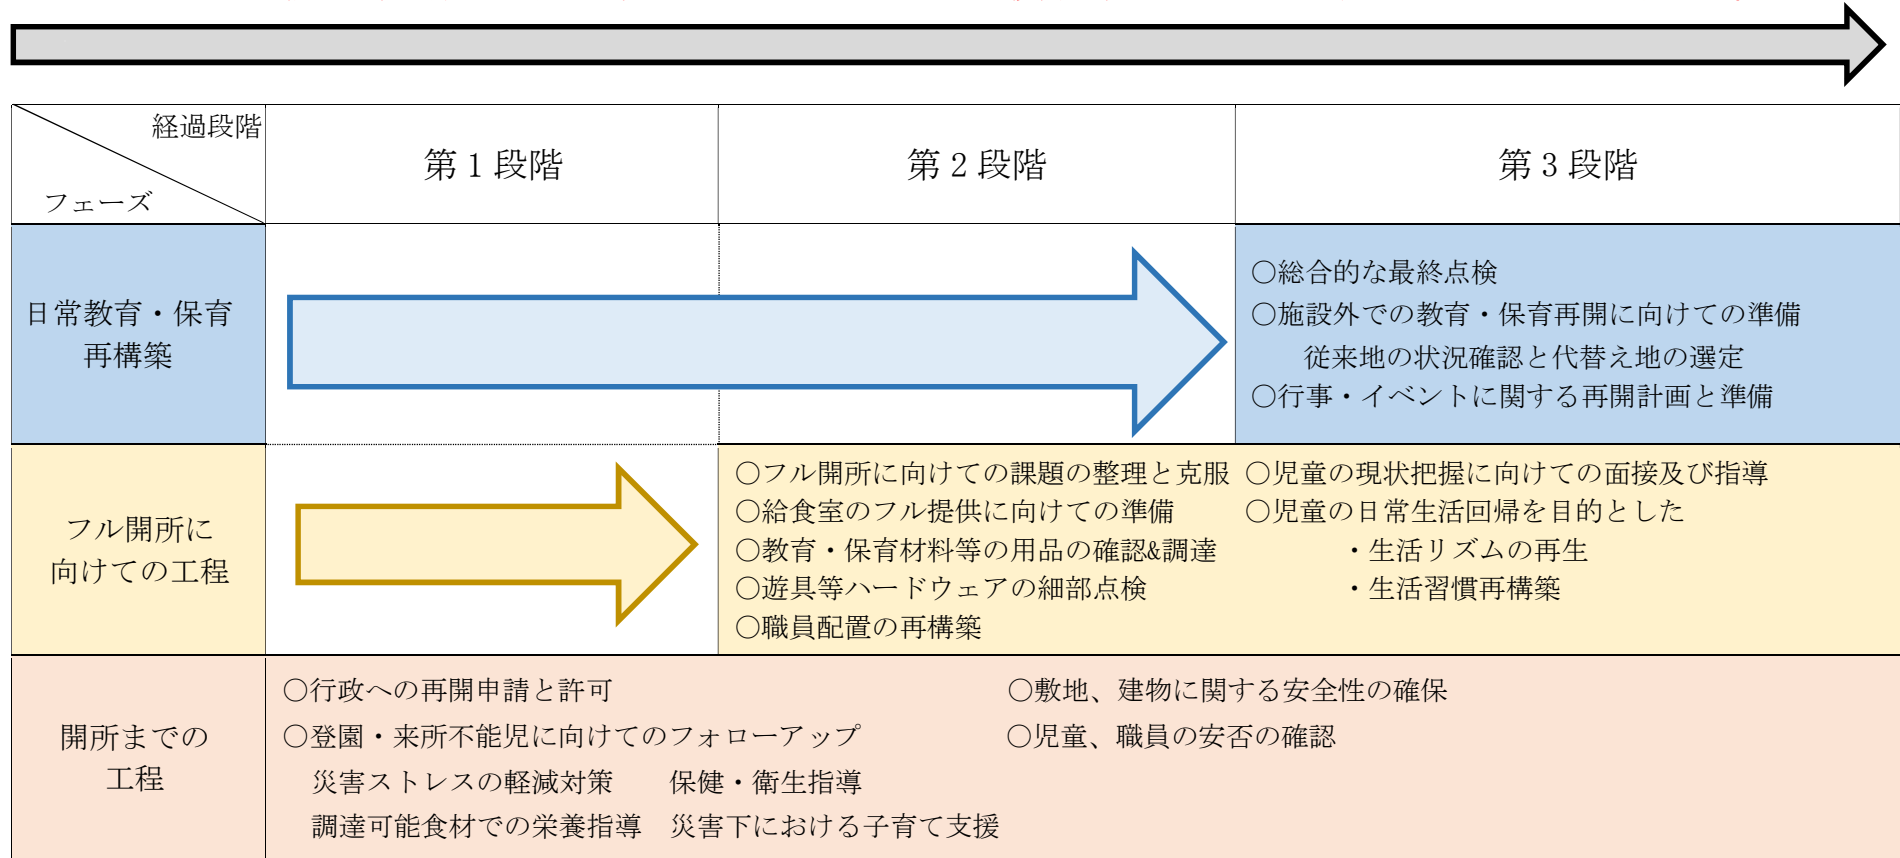 経過段階
フェーズ
第1段階
第2段階
第3段階
日常教育・保育
再構築
○総合的な最終点検
○施設外での教育・保育再開に向けての準備
従来地の状況確認と代替え地の選定
○行事・イベントに関する再開計画と準備
フル開所に
向けての工程
○フル開所に向けての課題の整理と克服
○給食室のフル提供に向けての準備
○教育・保育材料等の用品の確認&調達
○遊具等ハードウェアの細部点検
○職員配置の再構築
○児童の現状把握に向けての面接及び指導
○児童の日常生活回帰を目的とした
・生活リズムの再生
・生活習慣再構築
開所までの
工程
○行政への再開申請と許可
○登園・来所不能児に向けてのフォローアップ
災害ストレスの軽減対策　保健・衛生指導
調達可能食材での栄養指導　災害下における子育て支援
○敷地、建物に関する安全性の確保
○児童、職員の安否の確認